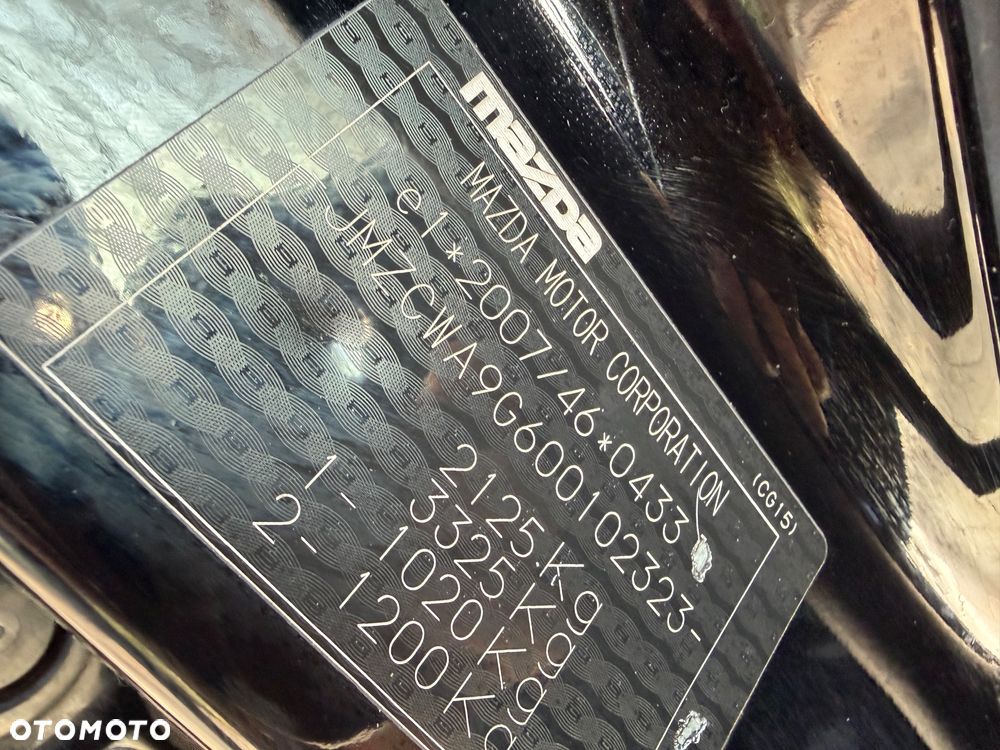 mazda
(CG15)
MAZDA MOTOR CORPORATION
e1*2007/46*0433
JMZCWA9G600102323-
2125.Kg
3325 Kg
1- 1020 Kg
2- 1200 Kg
OTOMOTO